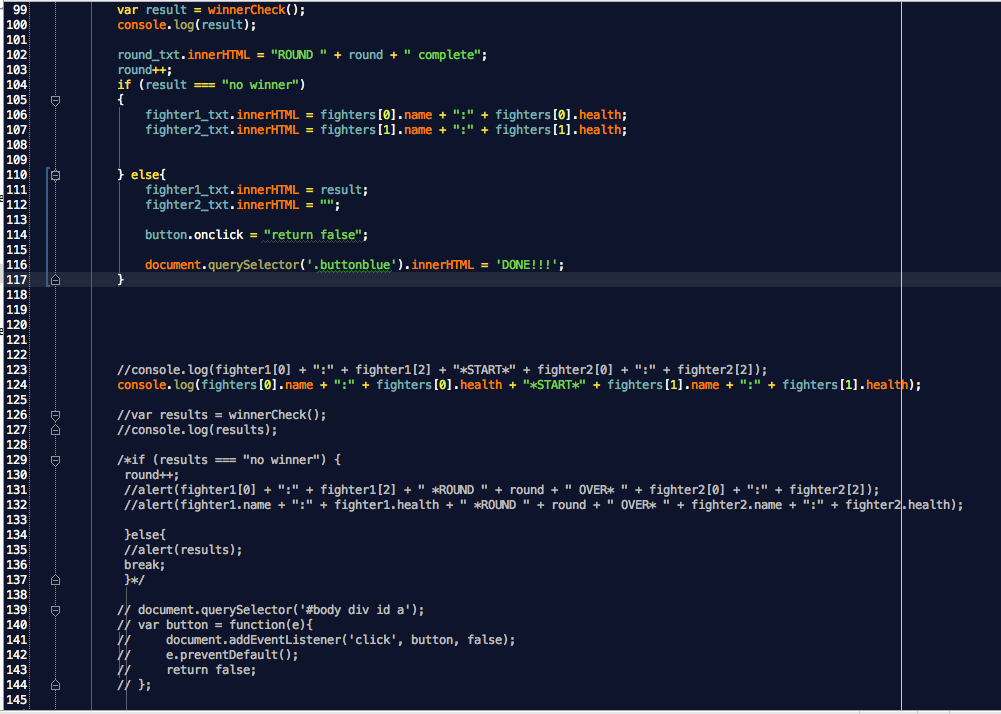 99 var result = winnerCheck();
100 console.log(result);
101
102 round_txt.innerHTML = "ROUND " + round + " complete";
103 round++;
104 if (result === "no winner")
105 {
106 fighter1_txt.innerHTML = fighters[0].name + ":" + fighters[0].health;
107 fighter2_txt.innerHTML = fighters[1].name + ":" + fighters[1].health;
108
109
110 } else{
111 fighter1_txt.innerHTML = result;
112 fighter2_txt.innerHTML = "";
113
114 button.onclick = "return false";
115
116 document.querySelector('.buttonblue').innerHTML = 'DONE!!!';
117 }
118
119
120
121
122
123 //console.log(fighter1[0] + ":" + fighter1[2] + "*START*" + fighter2[0] + ":" + fighter2[2]);
124 console.log(fighters[0].name + ":" + fighters[0].health + "*START*" + fighters[1].name + ":" + fighters[1].health);
125
126 //var results = winnerCheck();
127 //console.log(results);
128
129 /*if (results === "no winner") {
130 round++;
131 //alert(fighter1[0] + ":" + fighter1[2] + " *ROUND " + round + " OVER* " + fighter2[0] + ":" + fighter2[2]);
132 //alert(fighter1.name + ":" + fighter1.health + " *ROUND " + round + " OVER* " + fighter2.name + ":" + fighter2.health);
133
134 }else{
135 //alert(results);
136 break;
137 }*/
138
139 // document.querySelector('#body div id a');
140 // var button = function(e){
141 // document.addEventListener('click', button, false);
142 // e.preventDefault();
143 // return false;
144 // };
145